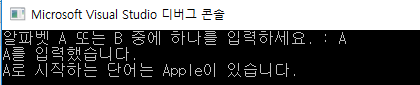 Microsoft Visual Studio 디버그 콘솔
알파벳 A 또는 B 중에 하나를 입력하세요. : A
A를 입력했습니다.
A로 시작하는 단어는 Apple이 있습니다.